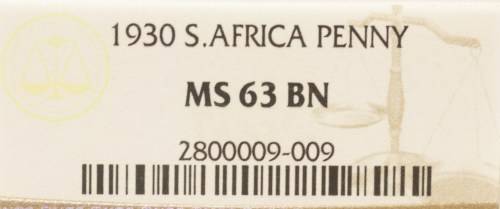 1930 S.AFRICA PENNY
MS 63 BN
2800009-009